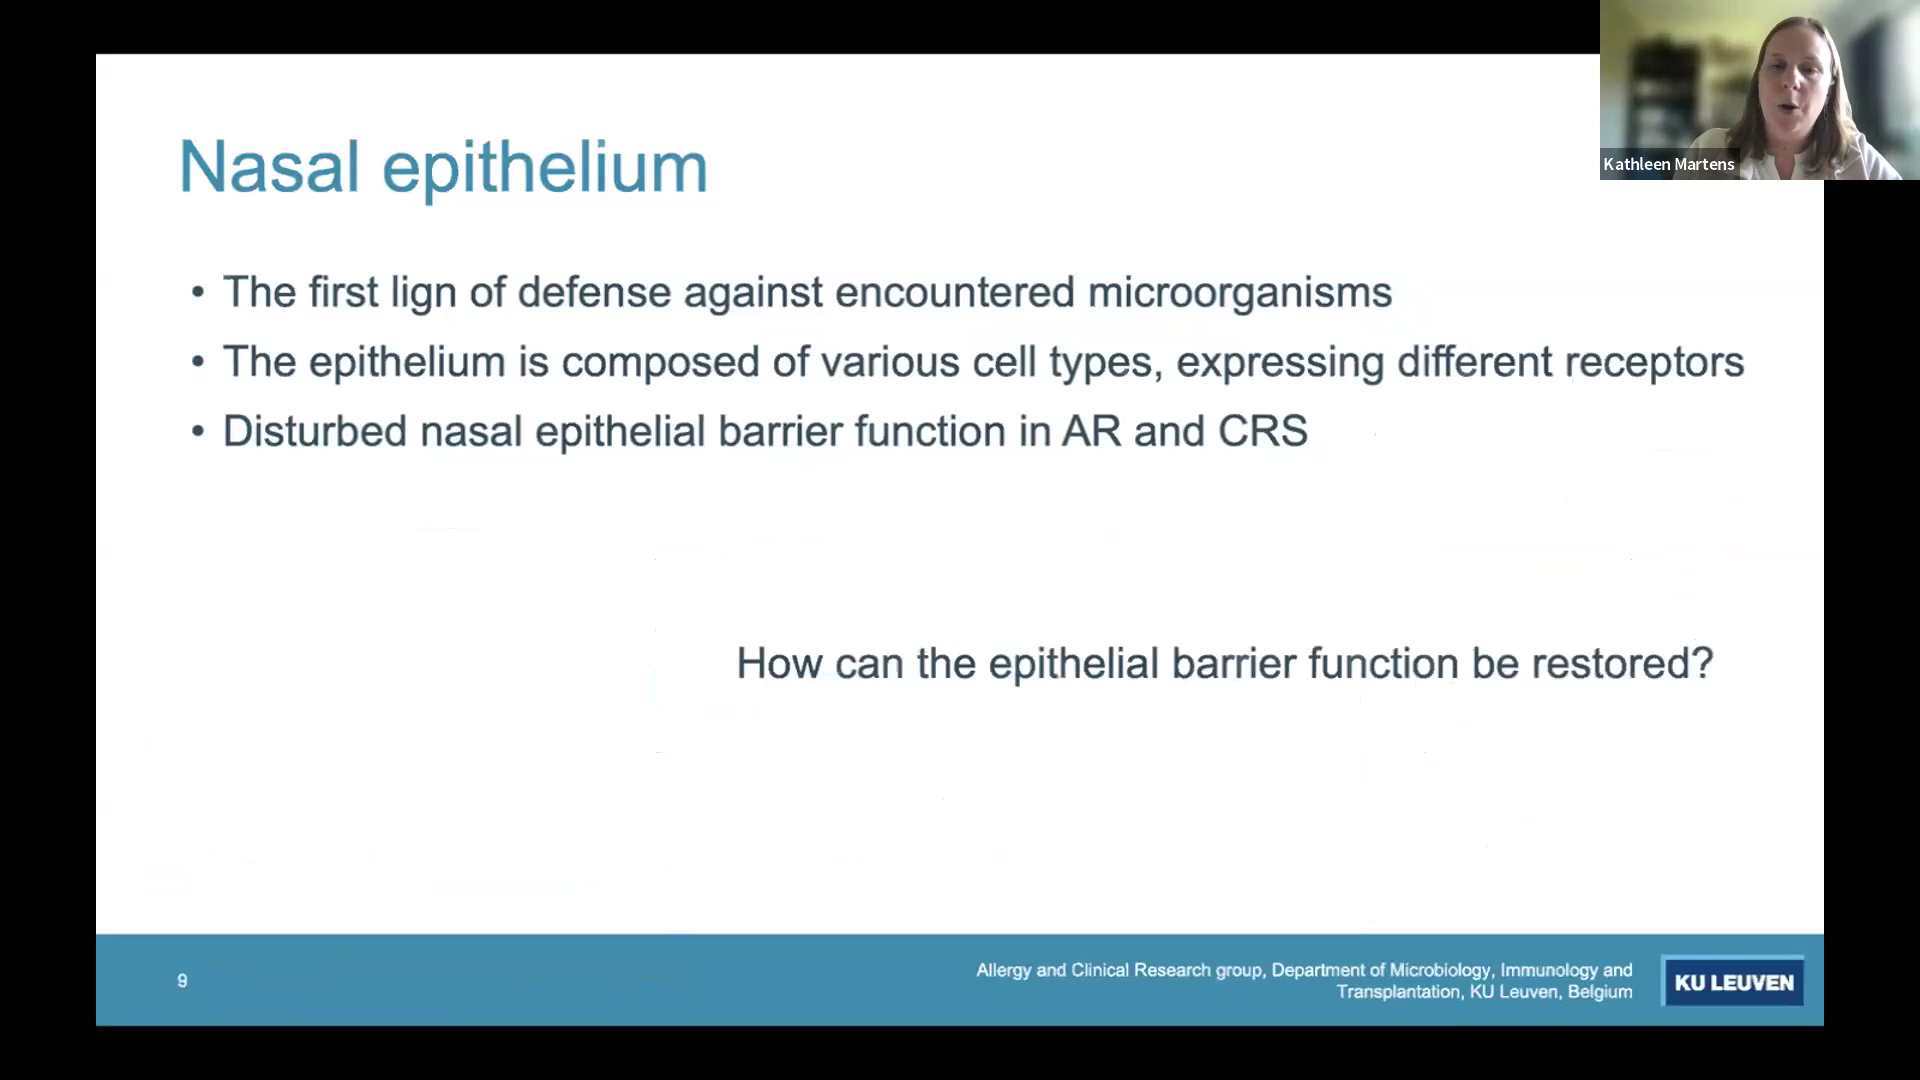 Kathleen Martens
Nasal epithelium
• The first lign of defense against encountered microorganisms
• The epithelium is composed of various cell types, expressing different receptors
• Disturbed nasal epithelial barrier function in AR and CRS
How can the epithelial barrier function be restored?
9
Allergy and Clinical Research group, Department of Microbiology, Immunology and
Transplantation, KU Leuven, Belgium
KU LEUVEN